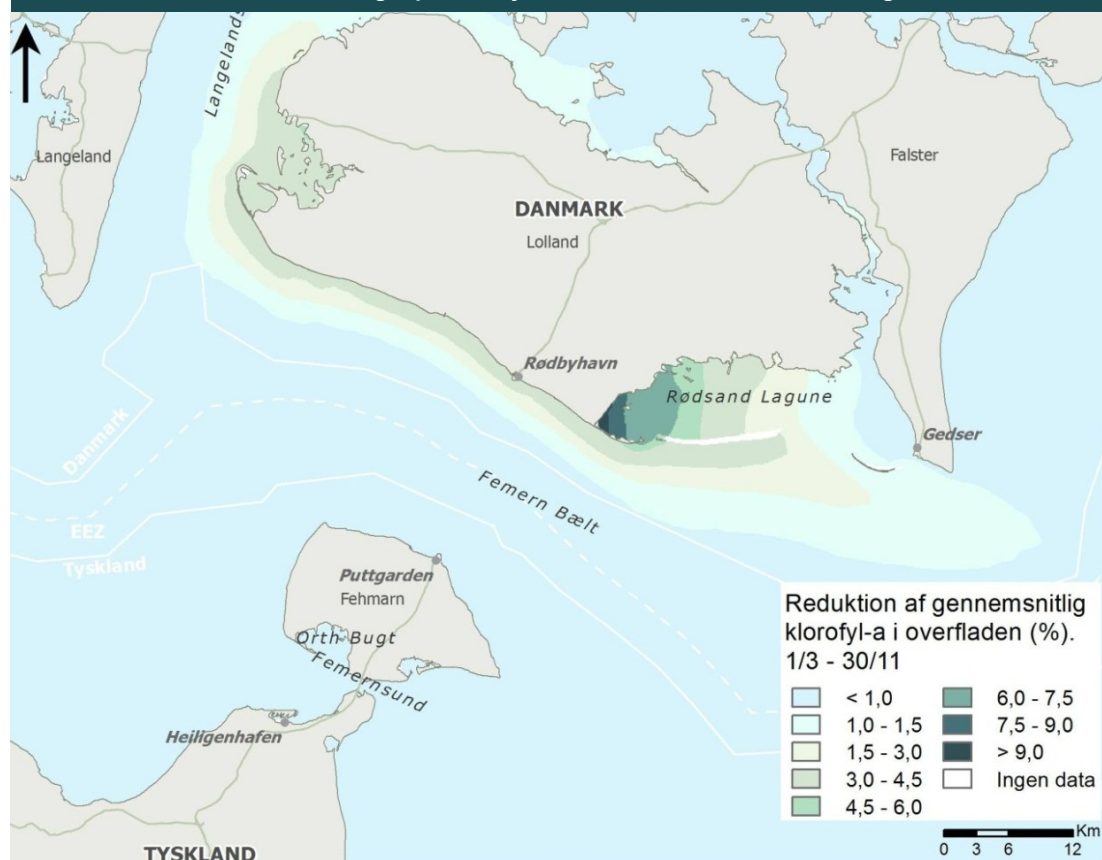 Langelands
Langeland
Falster
DANMARK
Lolland
Rødbyhavn
Rødsand Lagune
Gedser
Danmark
Femern Bælt
EEZ
Tyskland
Puttgarden
Fehmarn
Orth Bugt
Femernsund
Heiligenhafen
TYSKLAND
Reduktion af gennemsnitlig
klorofyl-a i overfladen (%).
1/3 - 30/11
< 1,0
1,0 - 1,5
1,5 - 3,0
3,0 - 4,5
4,5 - 6,0
6,0 - 7,5
7,5 - 9,0
> 9,0
Ingen data
Km
0 3 6 12